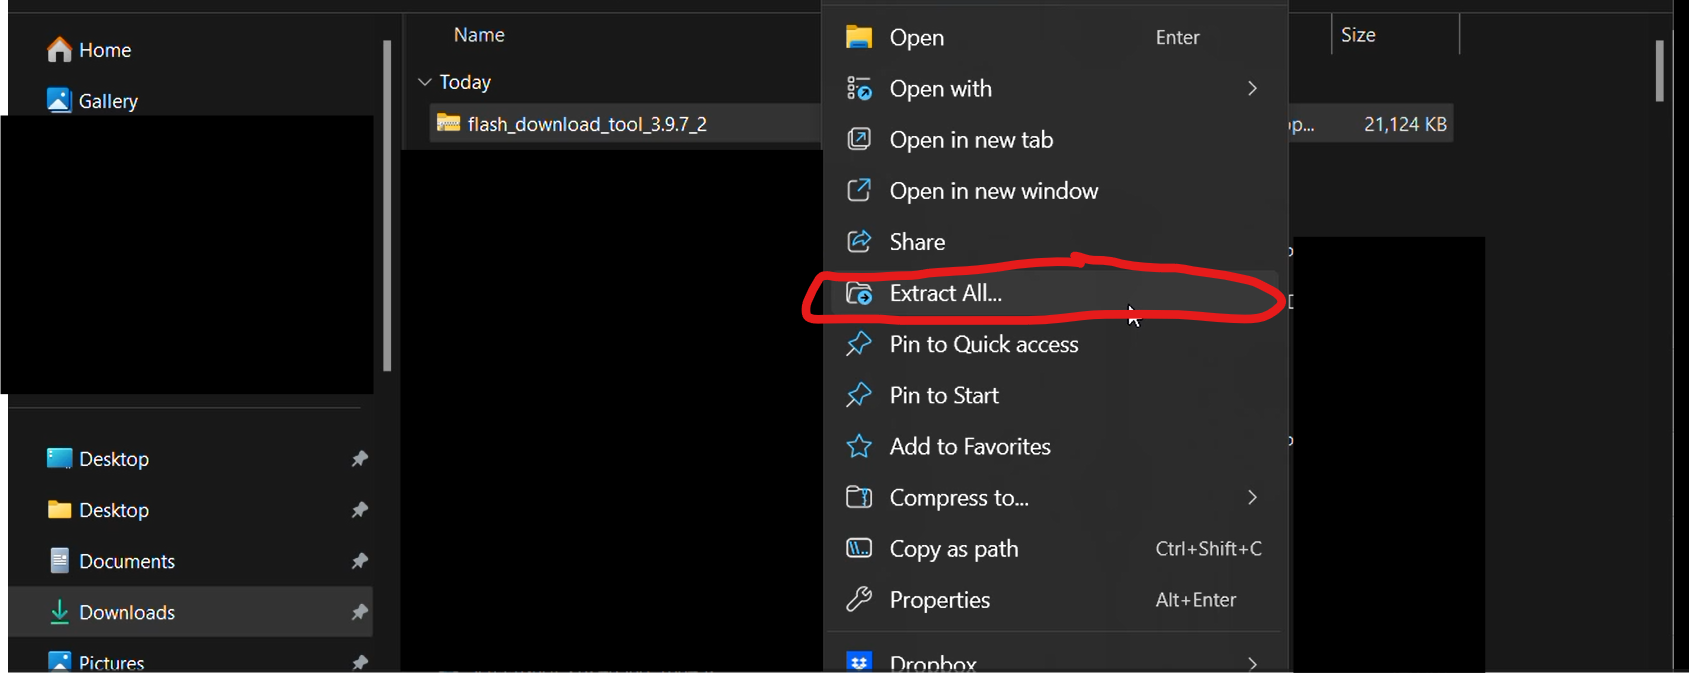 Home
Gallery
Desktop
Desktop
Documents
Downloads
Pictures
Name
Size
Today
flash_download_tool_3.9.7_2
21,124 KB
Open Enter
Open with
Open in new tab
Open in new window
Share
Extract All...
Pin to Quick access
Pin to Start
Add to Favorites
Compress to...
Copy as path Ctrl+Shift+C
Properties Alt+Enter
Dropbox